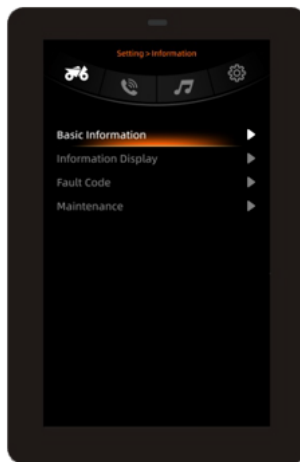 Setting > Information
Basic Information
Information Display
Fault Code
Maintenance